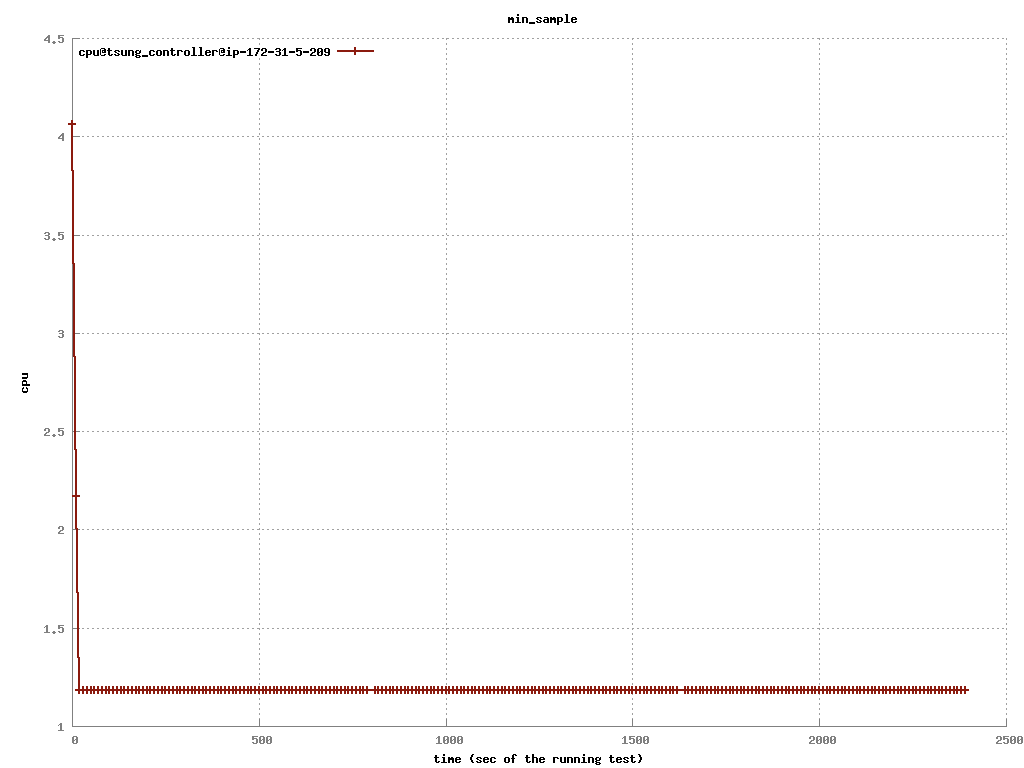 min_sample
4.5
cpu@tsung_controller@ip-172-31-5-209
4
3.5
3
cpu
2.5
2
1.5
1
0 500 1000 1500 2000 2500
time (sec of the running test)